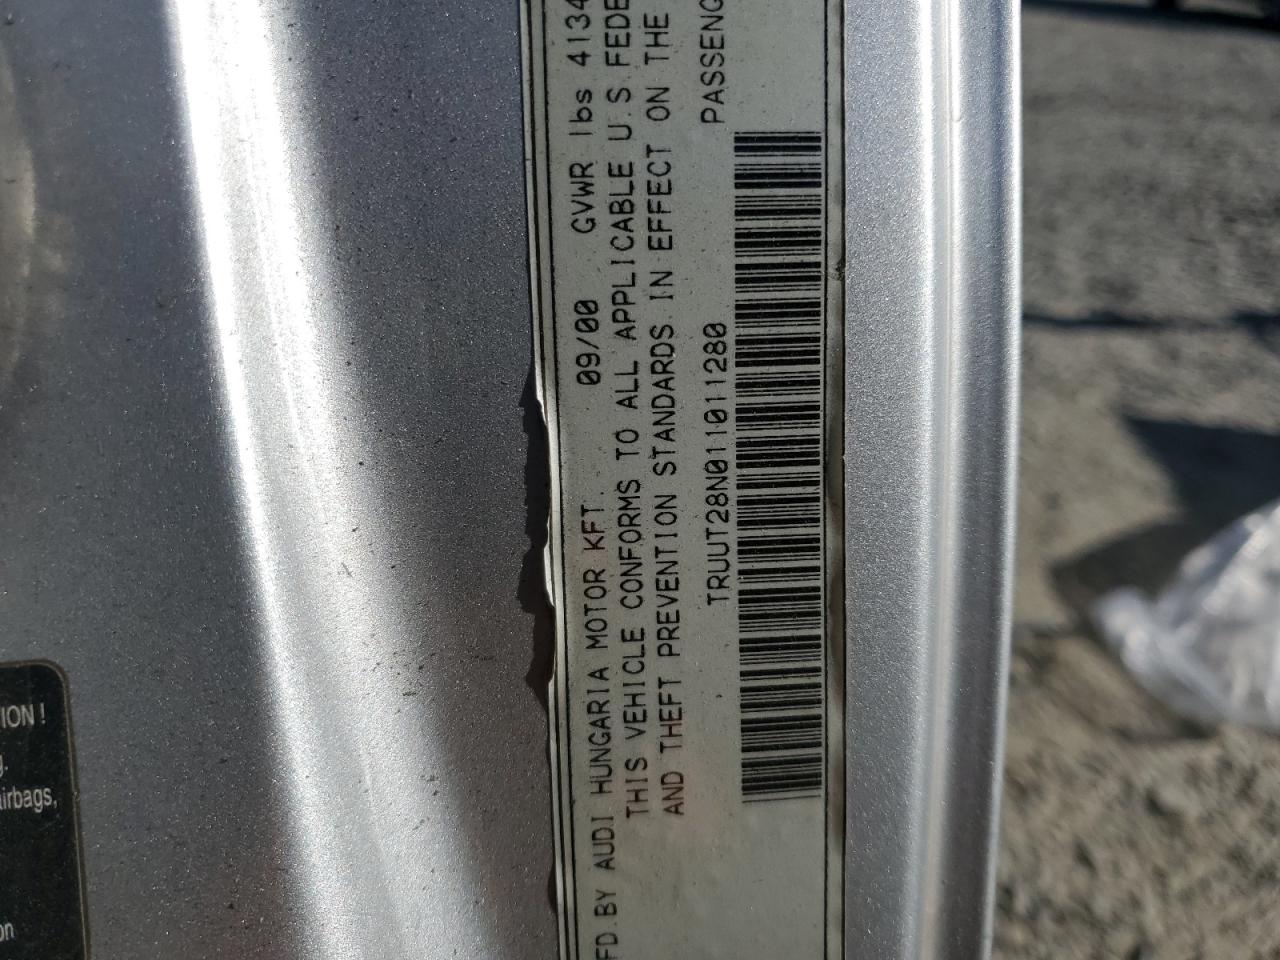 FD. BY AUDI HUNGARIA MOTOR KFT. 09/00 GVWR lbs 4134
THIS VEHICLE CONFORMS TO ALL APPLICABLE U.S. FEDE
AND THEFT PREVENTION STANDARDS IN EFFECT ON THE
TRUUT28N011011280 PASSENG
ION!
g.
airbags,
on